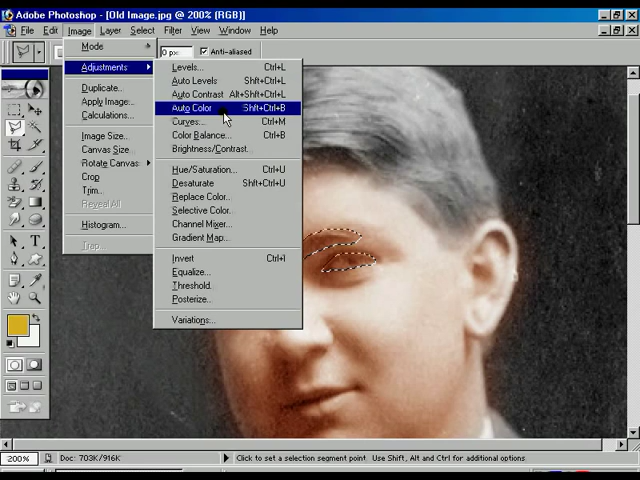 Adobe Photoshop - [Old Image.jpg @ 200% (RGB)]
File Edit Image Layer Select Filter View Window Help
0 px Anti-aliased
Mode
Adjustments
Duplicate...
Apply Image...
Calculations...
Image Size...
Canvas Size...
Rotate Canvas
Crop
Trim...
Reveal All
Histogram...
Trap...
Levels... Ctrl+L
Auto Levels Shft+Ctrl+L
Auto Contrast Alt+Shft+Ctrl+L
Auto Color Shft+Ctrl+B
Curves... Ctrl+M
Color Balance... Ctrl+B
Brightness/Contrast...
Hue/Saturation... Ctrl+U
Desaturate Shft+Ctrl+U
Replace Color...
Selective Color...
Channel Mixer...
Gradient Map...
Invert Ctrl+I
Equalize...
Threshold...
Posterize...
Variations...
200% Doc: 703K/916K Click to set a selection segment point. Use Shift, Alt and Ctrl for additional options.